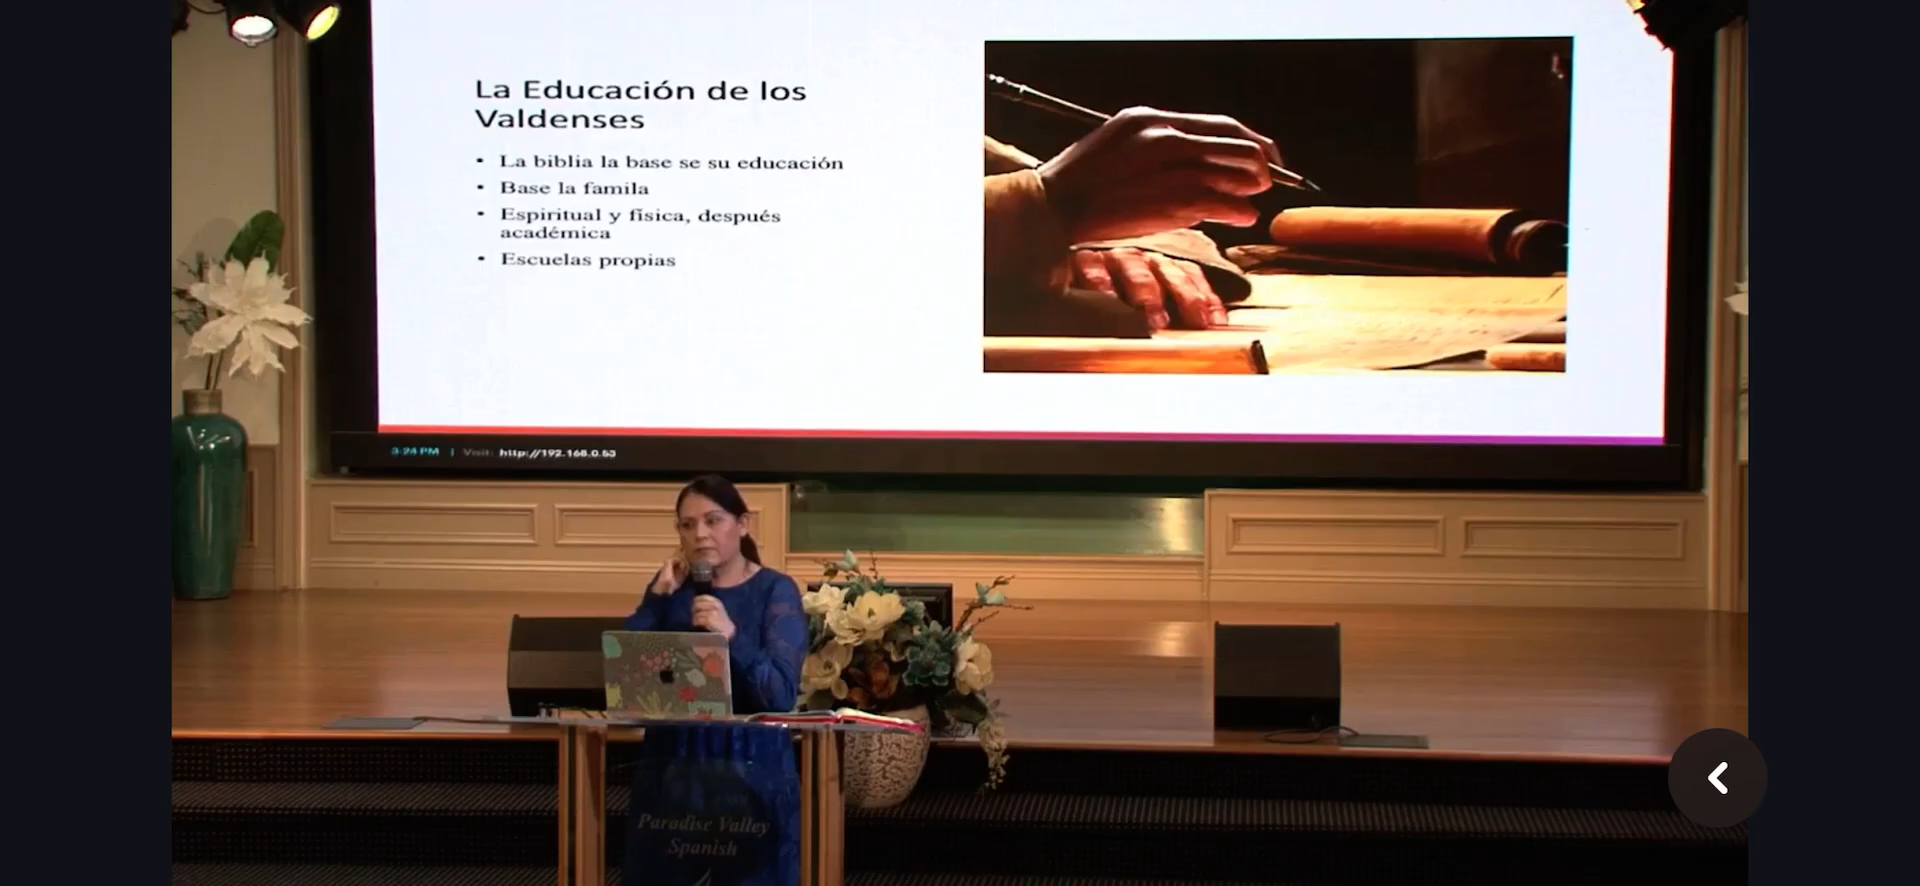 La Educación de los
Valdenses
• La biblia la base se su educación
• Base la famila
• Espiritual y física, después
académica
• Escuelas propias
3:24 PM | Visit: http://192.168.0.53
Paradise Valley
Spanish